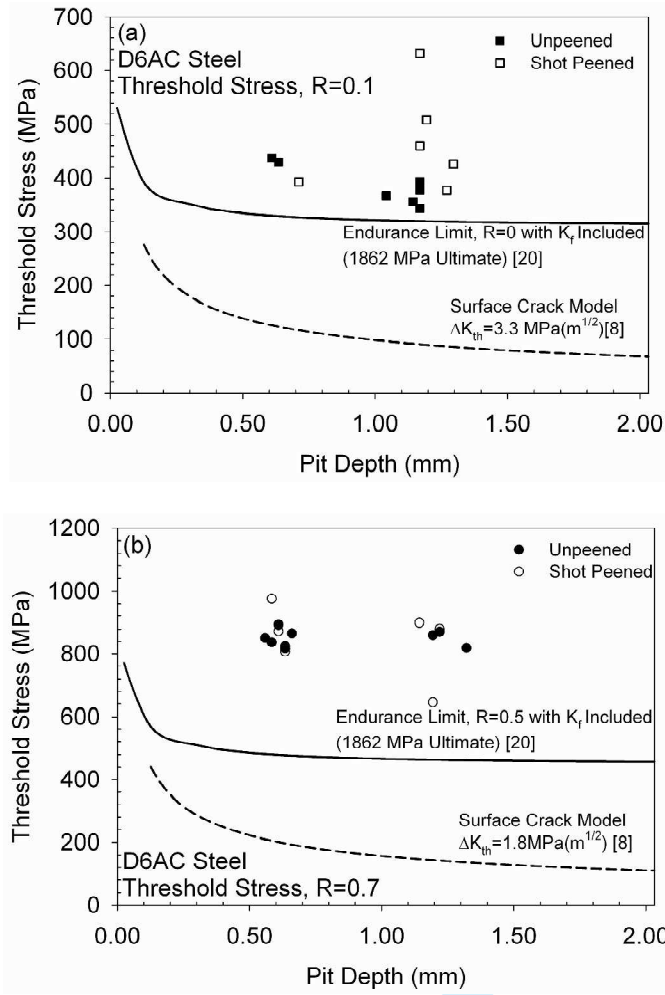 (a)
D6AC Steel
Threshold Stress, R=0.1
Unpeened
Shot Peened
Threshold Stress (MPa)
700
600
500
400
300
200
100
0
Endurance Limit, R=0 with Kf Included
(1862 MPa Ultimate) [20]
Surface Crack Model
ΔKth=3.3 MPa(m1/2)[8]
0.00 0.50 1.00 1.50 2.00
Pit Depth (mm)
(b)
Unpeened
Shot Peened
Threshold Stress (MPa)
1200
1000
800
600
400
200
0
Endurance Limit, R=0.5 with Kf Included
(1862 MPa Ultimate) [20]
Surface Crack Model
ΔKth=1.8MPa(m1/2) [8]
D6AC Steel
Threshold Stress, R=0.7
0.00 0.50 1.00 1.50 2.00
Pit Depth (mm)